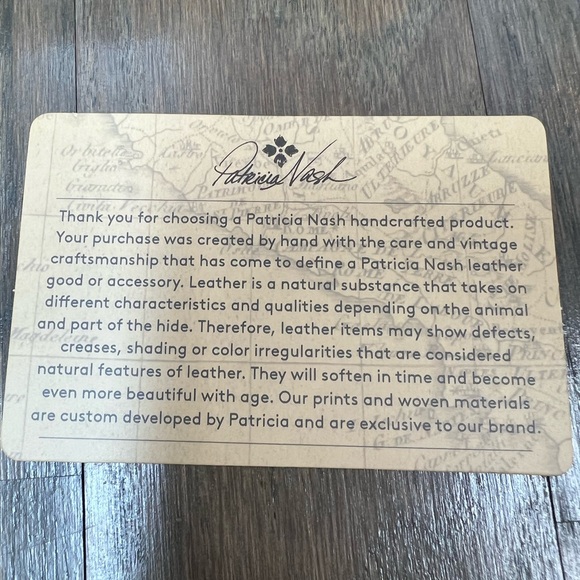 Patricia Nash
Thank you for choosing a Patricia Nash handcrafted product.
Your purchase was created by hand with the care and vintage
craftsmanship that has come to define a Patricia Nash leather
good or accessory. Leather is a natural substance that takes on
different characteristics and qualities depending on the animal
and part of the hide. Therefore, leather items may show defects,
creases, shading or color irregularities that are considered
natural features of leather. They will soften in time and become
even more beautiful with age. Our prints and woven materials
are custom developed by Patricia and are exclusive to our brand.